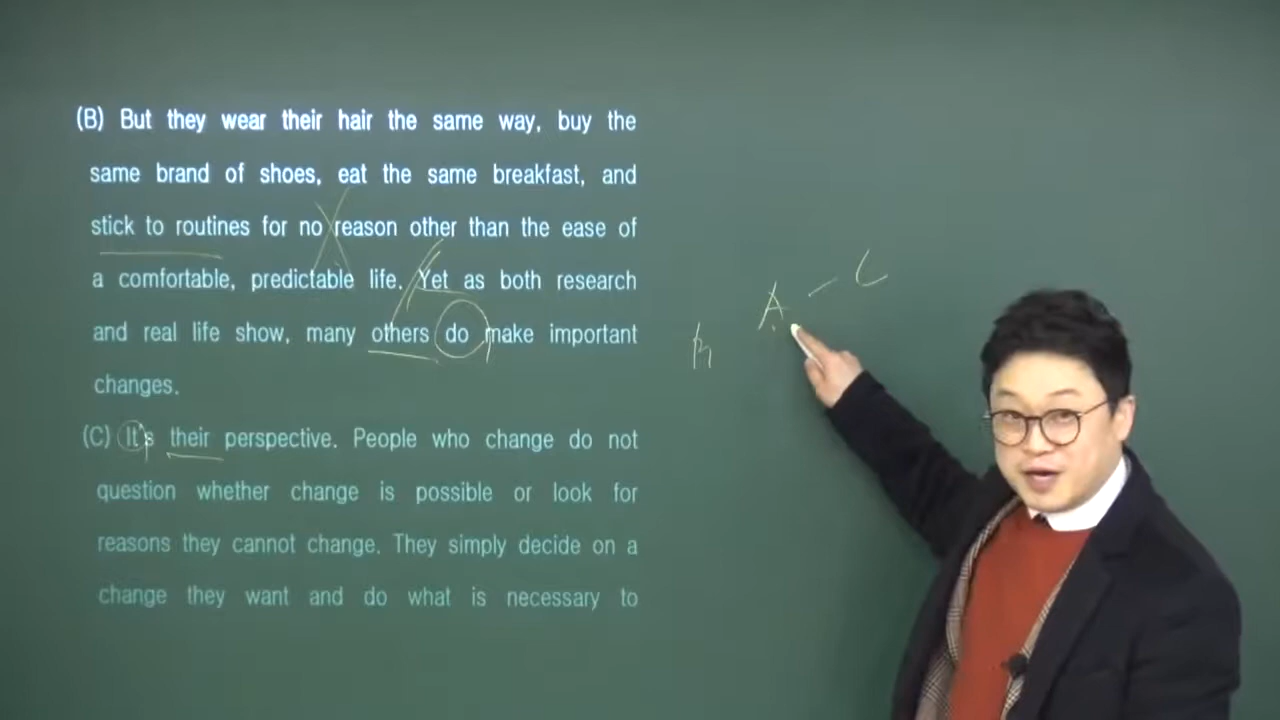 (B) But they wear their hair the same way, buy the
same brand of shoes, eat the same breakfast, and
stick to routines for no reason other than the ease of
a comfortable, predictable life. Yet as both research
and real life show, many others do make important
changes.
(C) It's their perspective. People who change do not
question whether change is possible or look for
reasons they cannot change. They simply decide on a
change they want and do what is necessary to
A - C